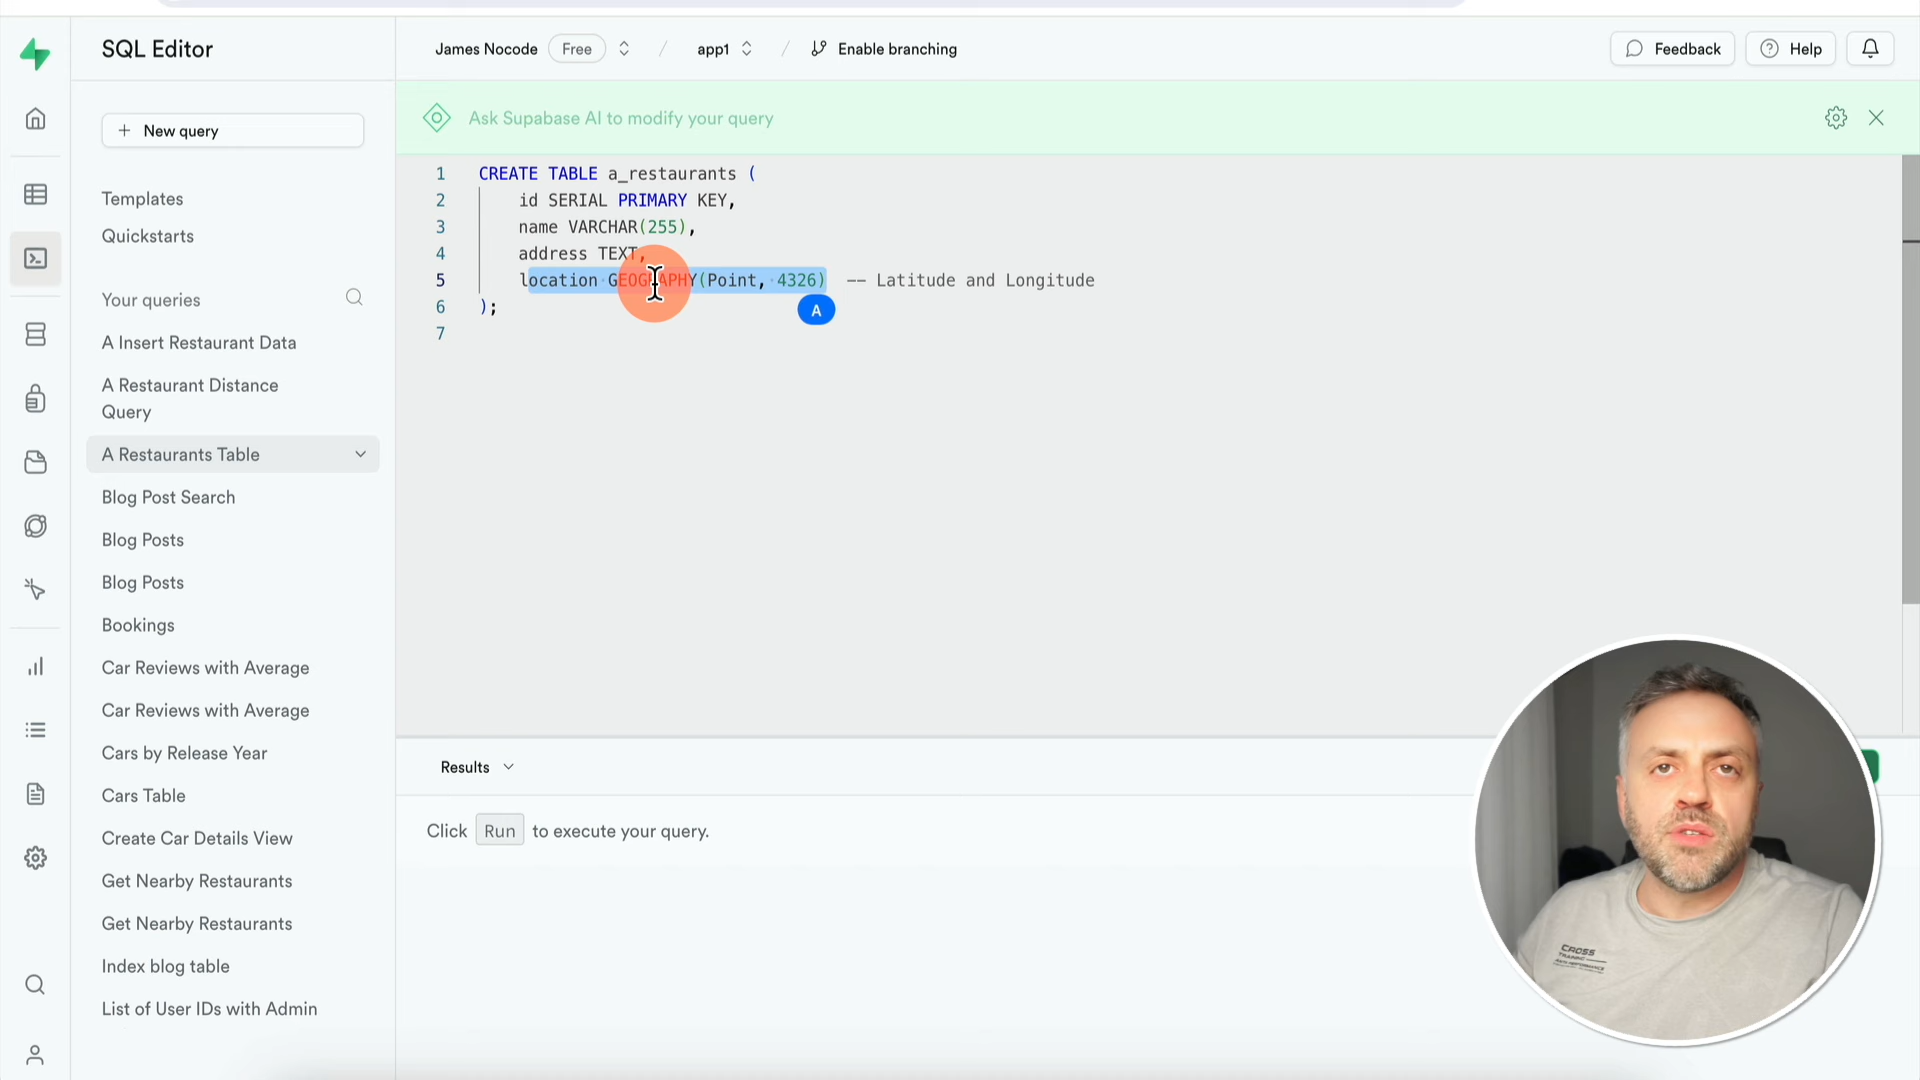 SQL Editor
James Nocode Free / app1 / Enable branching
Feedback
Help
New query
Templates
Quickstarts
Your queries
A Insert Restaurant Data
A Restaurant Distance
Query
A Restaurants Table
Blog Post Search
Blog Posts
Blog Posts
Bookings
Car Reviews with Average
Car Reviews with Average
Cars by Release Year
Cars Table
Create Car Details View
Get Nearby Restaurants
Get Nearby Restaurants
Index blog table
List of User IDs with Admin
Ask Supabase AI to modify your query
1 CREATE TABLE a_restaurants (
2 id SERIAL PRIMARY KEY,
3 name VARCHAR(255),
4 address TEXT,
5 location GEOGRAPHY(Point, 4326) -- Latitude and Longitude
6 );
7
A
Results
Click Run to execute your query.
CROSS
TRAINING